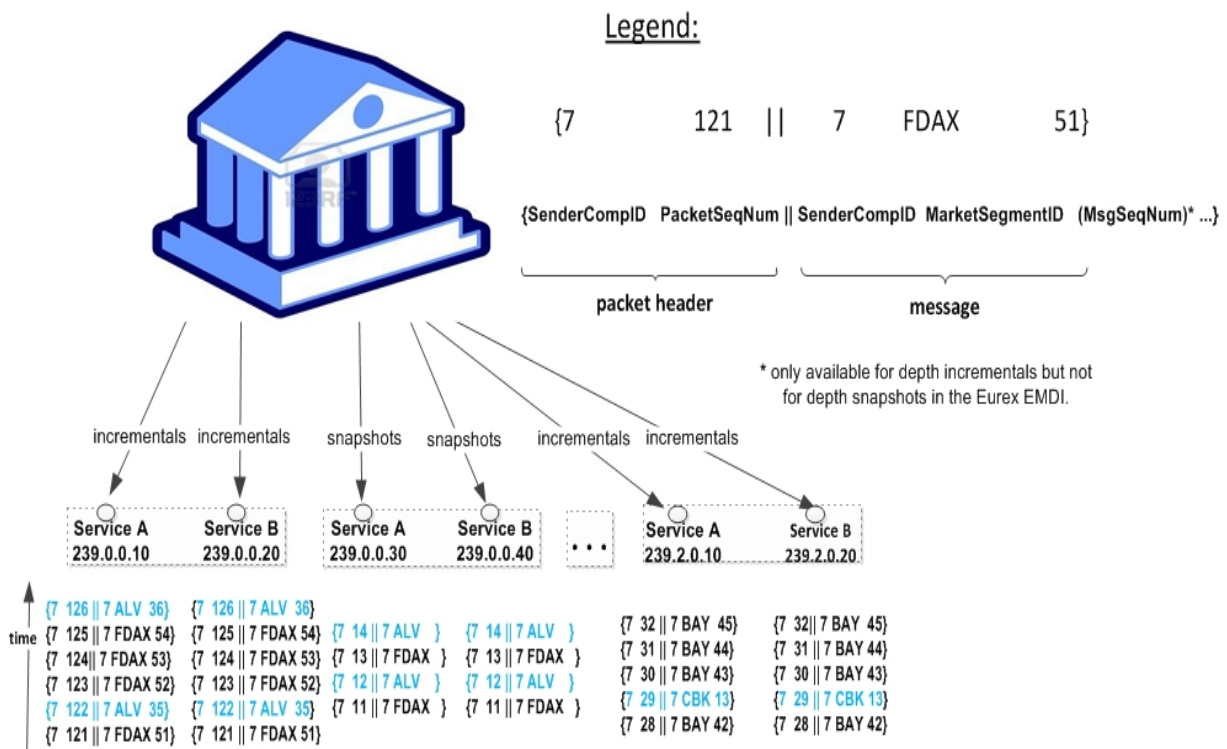 Legend:
{7 121 || 7 FDAX 51}
{SenderCompID PacketSeqNum || SenderCompID MarketSegmentID (MsgSeqNum)* ...}
packet header message
* only available for depth incrementals but not
for depth snapshots in the Eurex EMDI.
incrementals incrementals snapshots snapshots incrementals incrementals
Service A Service B Service A Service B Service A Service B
239.0.0.10 239.0.0.20 239.0.0.30 239.0.0.40 ... 239.2.0.10 239.2.0.20
time
{7 126 || 7 ALV 36}
{7 125 || 7 FDAX 54}
{7 124|| 7 FDAX 53}
{7 123 || 7 FDAX 52}
{7 122 || 7 ALV 35}
{7 121 || 7 FDAX 51}
{7 126 || 7 ALV 36}
{7 125 || 7 FDAX 54}
{7 124 || 7 FDAX 53}
{7 123 || 7 FDAX 52}
{7 122 || 7 ALV 35}
{7 121 || 7 FDAX 51}
{7 14 || 7 ALV }
{7 13 || 7 FDAX }
{7 12 || 7 ALV }
{7 11 || 7 FDAX }
{7 14 || 7 ALV }
{7 13 || 7 FDAX }
{7 12 || 7 ALV }
{7 11 || 7 FDAX }
{7 32 || 7 BAY 45}
{7 31 || 7 BAY 44}
{7 30 || 7 BAY 43}
{7 29 || 7 CBK 13}
{7 28 || 7 BAY 42}
{7 32|| 7 BAY 45}
{7 31 || 7 BAY 44}
{7 30 || 7 BAY 43}
{7 29 || 7 CBK 13}
{7 28 || 7 BAY 42}